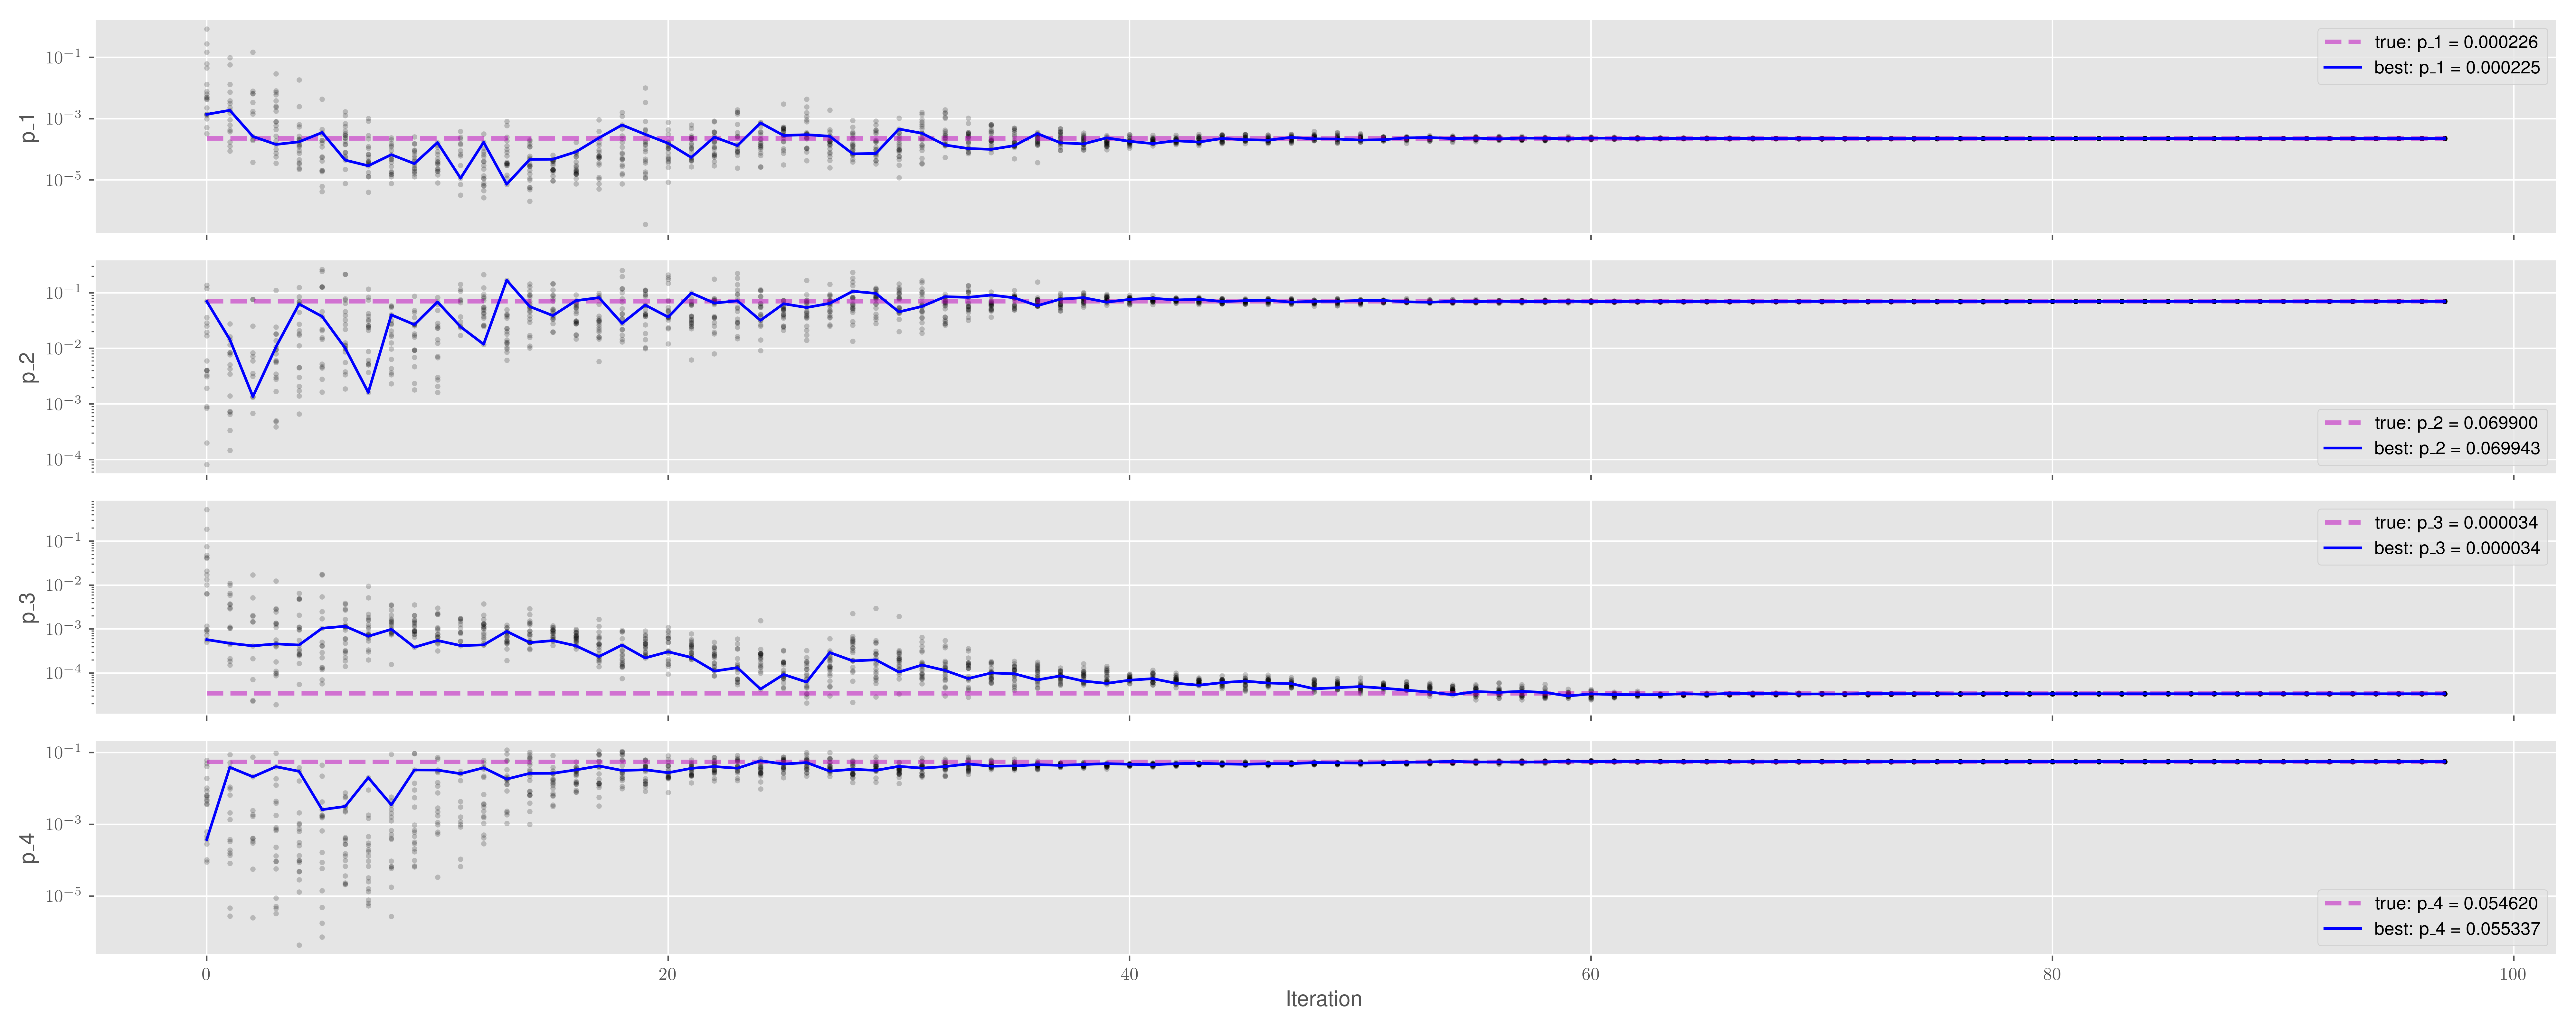 p_1
10⁻¹
10⁻³
10⁻⁵
true: p_1 = 0.000226
best: p_1 = 0.000225
p_2
10⁻¹
10⁻²
10⁻³
10⁻⁴
true: p_2 = 0.069900
best: p_2 = 0.069943
p_3
10⁻¹
10⁻²
10⁻³
10⁻⁴
true: p_3 = 0.000034
best: p_3 = 0.000034
p_4
10⁻¹
10⁻³
10⁻⁵
true: p_4 = 0.054620
best: p_4 = 0.055337
0 20 40 60 80 100
Iteration